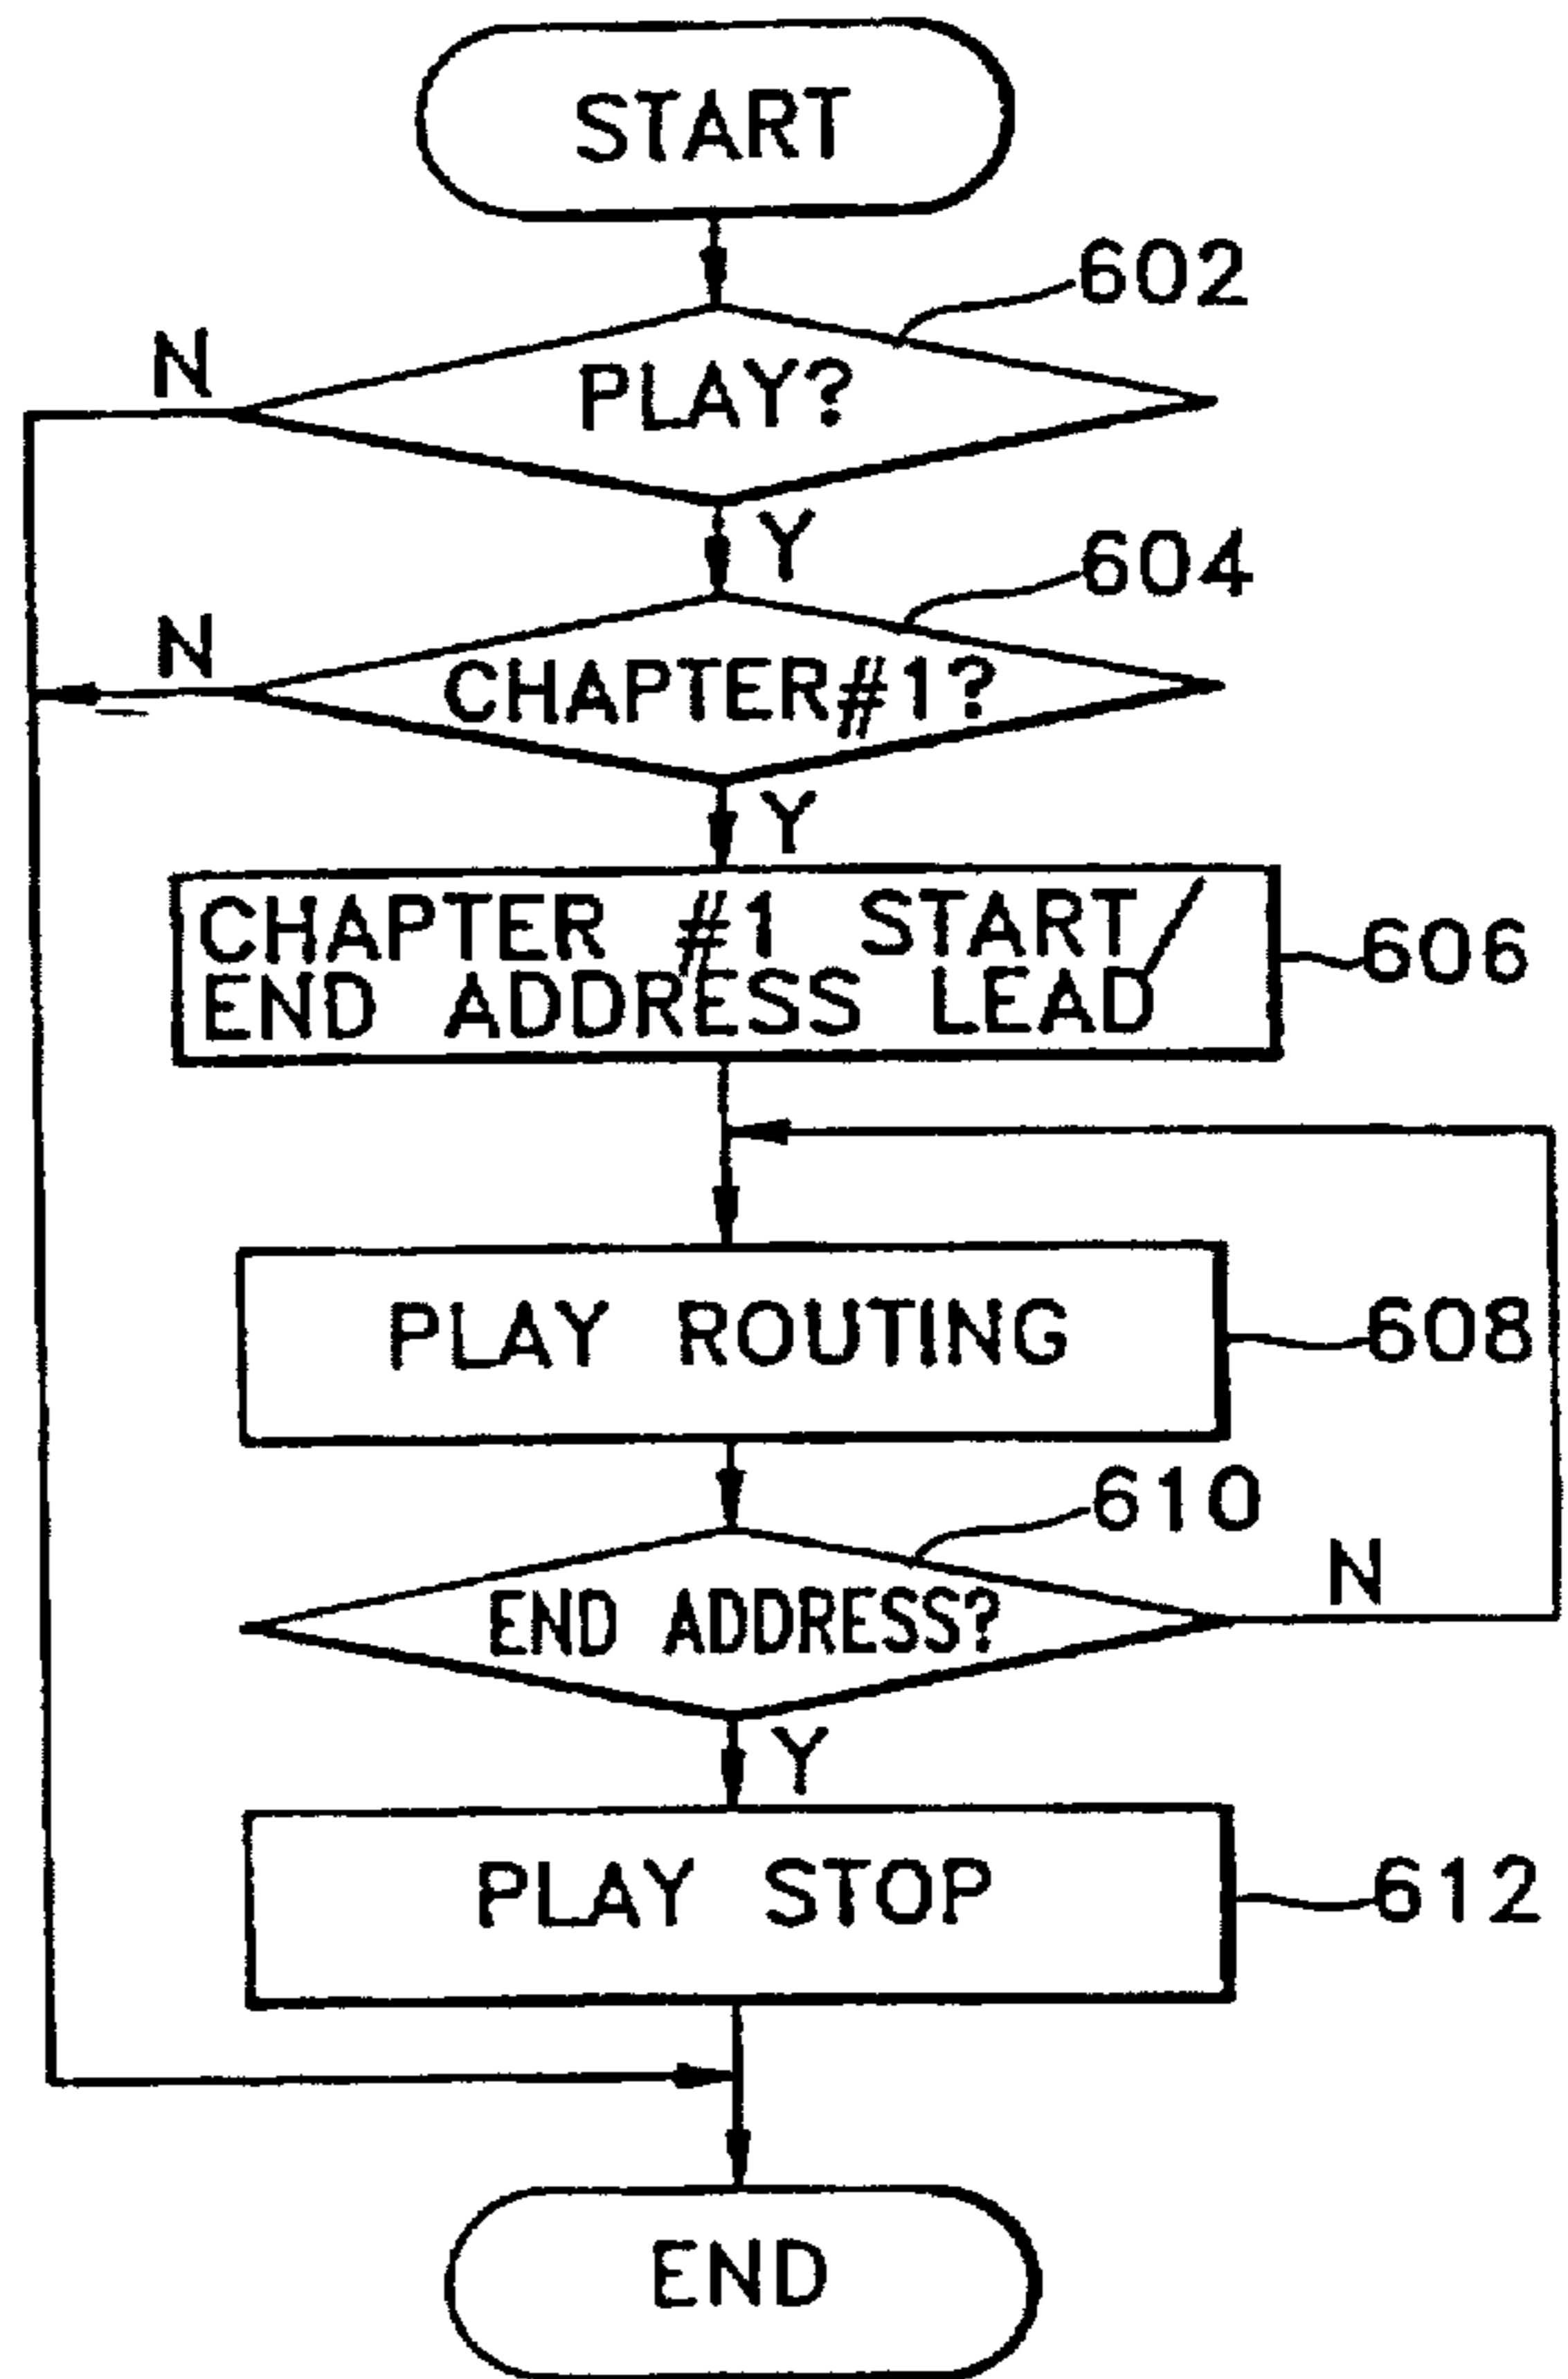 START
602
N
PLAY?
Y
604
N
CHAPTER#1?
Y
CHAPTER #1 START/
END ADDRESS LEAD
606
PLAY ROUTING
608
610
N
END ADDRESS?
Y
PLAY STOP
612
END